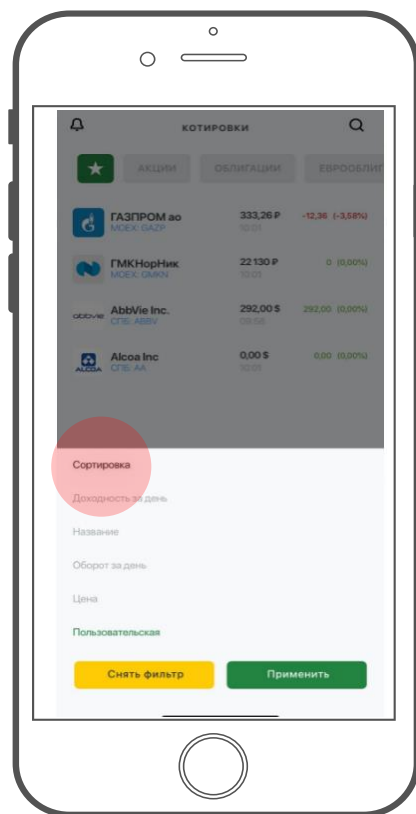 КОТИРОВКИ
АКЦИИ ОБЛИГАЦИИ ЕВРООБЛИГ
ГАЗПРОМ ао 333,26 ₽ -12,36 (-3,58%)
MOEX: GAZP 10:01
ГМКНорНик 22 130 ₽ 0 (0,00%)
MOEX: GMKN 10:01
abbvie AbbVie Inc. 292,00 $ 292,00 (0,00%)
СПБ: ABBV 09:58
Alcoa Inc 0,00 $ 0,00 (0,00%)
ALCOA СПБ: AA 10:01
Сортировка
Доходность за день
Название
Оборот за день
Цена
Пользовательская
Снять фильтр Применить